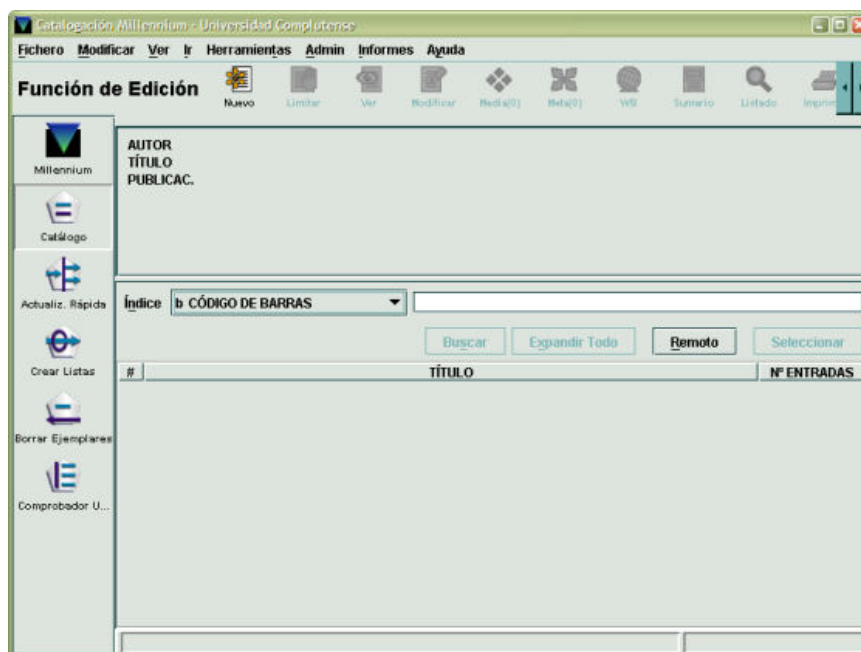 Catalogación Millennium - Universidad Complutense
Fichero Modificar Ver Ir Herramientas Admin Informes Ayuda
Función de Edición
Nuevo Limitar Ver Modificar Media(0) Meta(0) WB Sumario Listado Imprim
Millennium
Catálogo
Actualiz. Rápida
Crear Listas
Borrar Ejemplares
Comprobador U...
AUTOR
TÍTULO
PUBLICAC.
Índice b CÓDIGO DE BARRAS
Buscar Expandir Todo Remoto Seleccionar
# TÍTULO Nº ENTRADAS